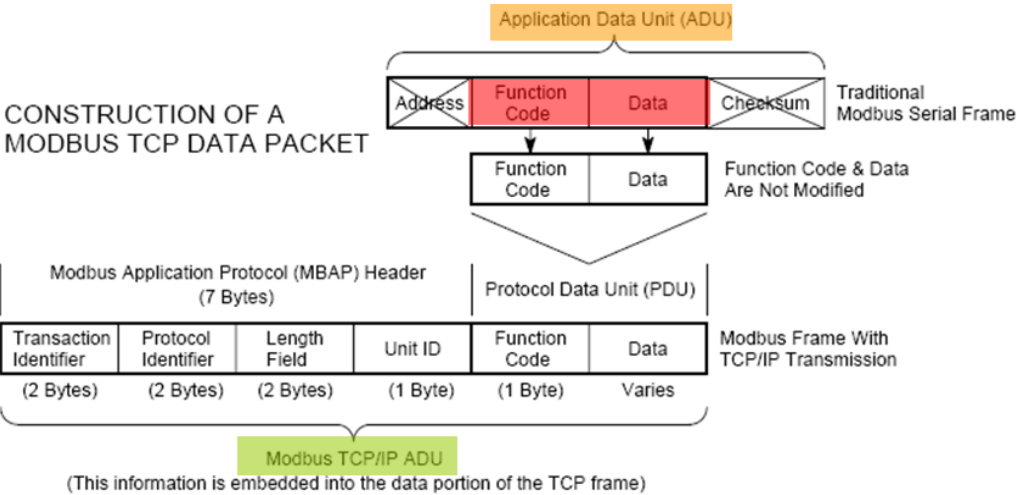 Application Data Unit (ADU)
Address
Function
Code
Data
Checksum
Traditional
Modbus Serial Frame
CONSTRUCTION OF A
MODBUS TCP DATA PACKET
Function
Code
Data
Function Code & Data
Are Not Modified
Modbus Application Protocol (MBAP) Header
(7 Bytes)
Protocol Data Unit (PDU)
Transaction
Identifier
Protocol
Identifier
Length
Field
Unit ID
Function
Code
Data
Modbus Frame With
TCP/IP Transmission
(2 Bytes)
(2 Bytes)
(2 Bytes)
(1 Byte)
(1 Byte)
Varies
Modbus TCP/IP ADU
(This information is embedded into the data portion of the TCP frame)